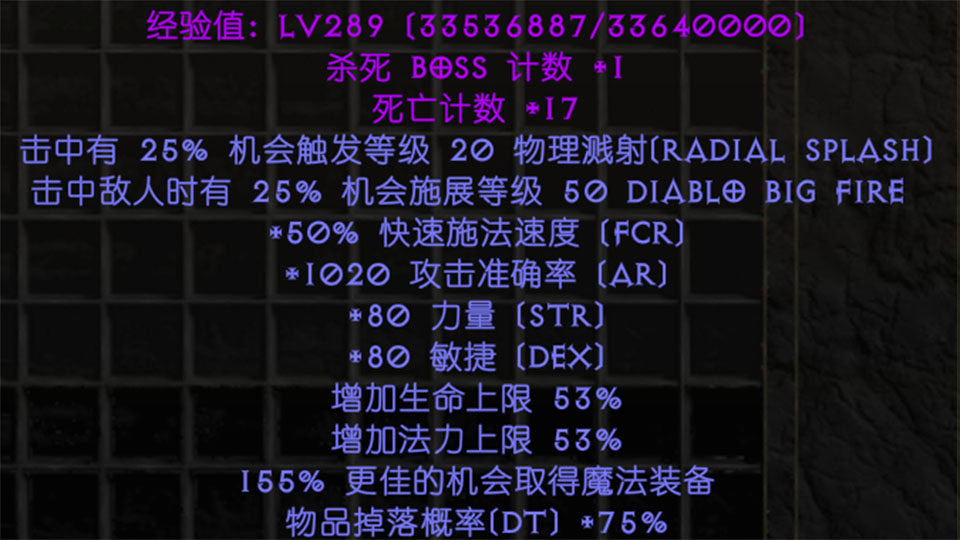 经验值: LV289 (33536887/33640000)
杀死 BOSS 计数 +1
死亡计数 +17
击中有 25% 机会触发等级 20 物理溅射(RADIAL SPLASH)
击中敌人时有 25% 机会施展等级 50 DIABLO BIG FIRE
+50% 快速施法速度 (FCR)
+1020 攻击准确率 (AR)
+80 力量 (STR)
+80 敏捷 (DEX)
增加生命上限 53%
增加法力上限 53%
155% 更佳的机会取得魔法装备
物品掉落概率(DT) +75%